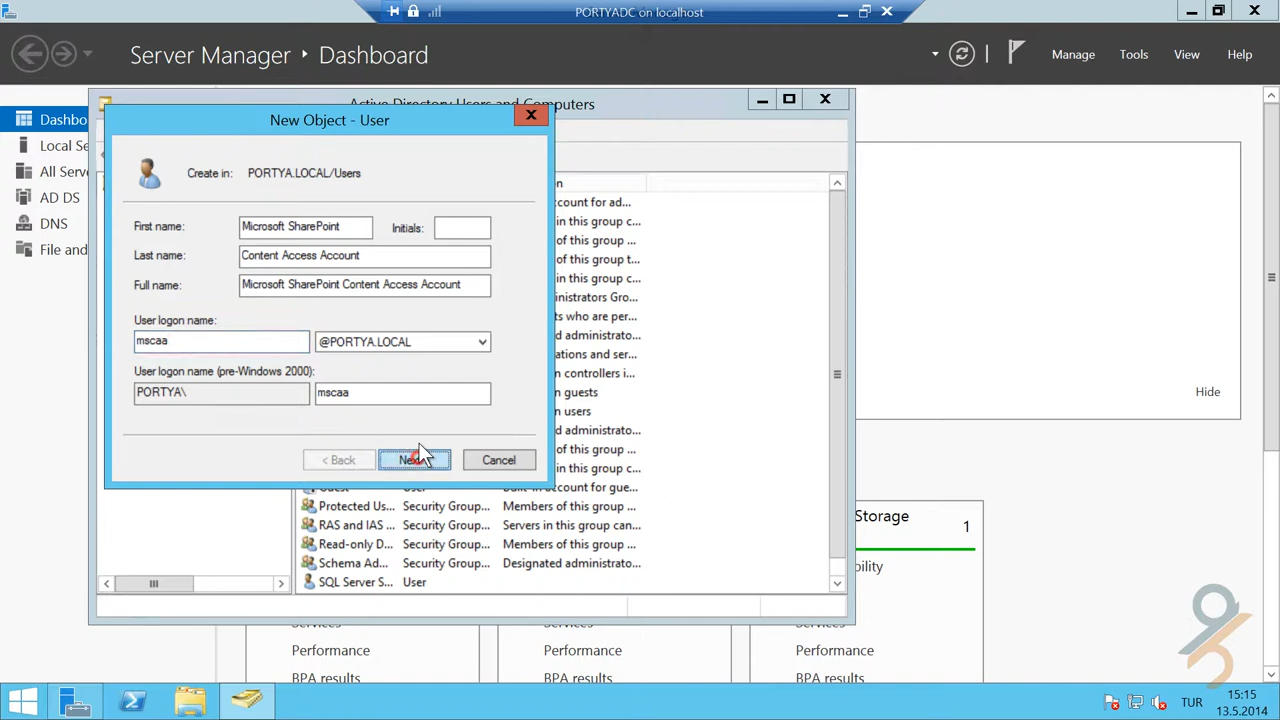 PORTYADC on localhost
Server Manager ‣ Dashboard
Manage
Tools
View
Help
Dashbo
Local Se
All Serve
AD DS
DNS
File and
Active Directory Users and Computers
New Object - User
Create in: PORTYA.LOCAL/Users
First name: Microsoft SharePoint
Initials:
Last name: Content Access Account
Full name: Microsoft SharePoint Content Access Account
User logon name:
mscaa
@PORTYA.LOCAL
User logon name (pre-Windows 2000):
PORTYA\
mscaa
< Back
Cancel
on
account for ad...
in this group c...
of this group ...
of this group t...
in this group c...
inistrators Gro...
ts who are per...
d administrato...
ations and ser...
controllers i...
guests
users
d administrato...
of this group ...
in this group c...
Built-in account for gue...
Protected Us... Security Group... Members of this group ...
RAS and IAS ... Security Group... Servers in this group can...
Read-only D... Security Group... Members of this group ...
Schema Ad... Security Group... Designated administrato...
SQL Server S... User
Hide
Storage 1
bility
Performance
BPA results
Performance
BPA results
Performance
BPA results
TUR
15:15
13.5.2014